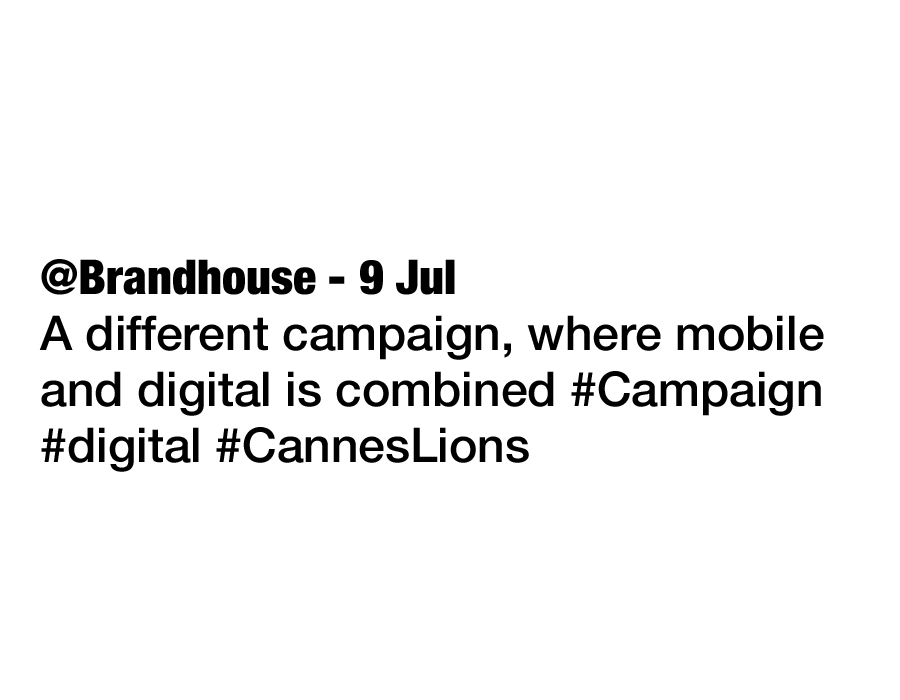 @Brandhouse - 9 Jul
A different campaign, where mobile
and digital is combined #Campaign
#digital #CannesLions